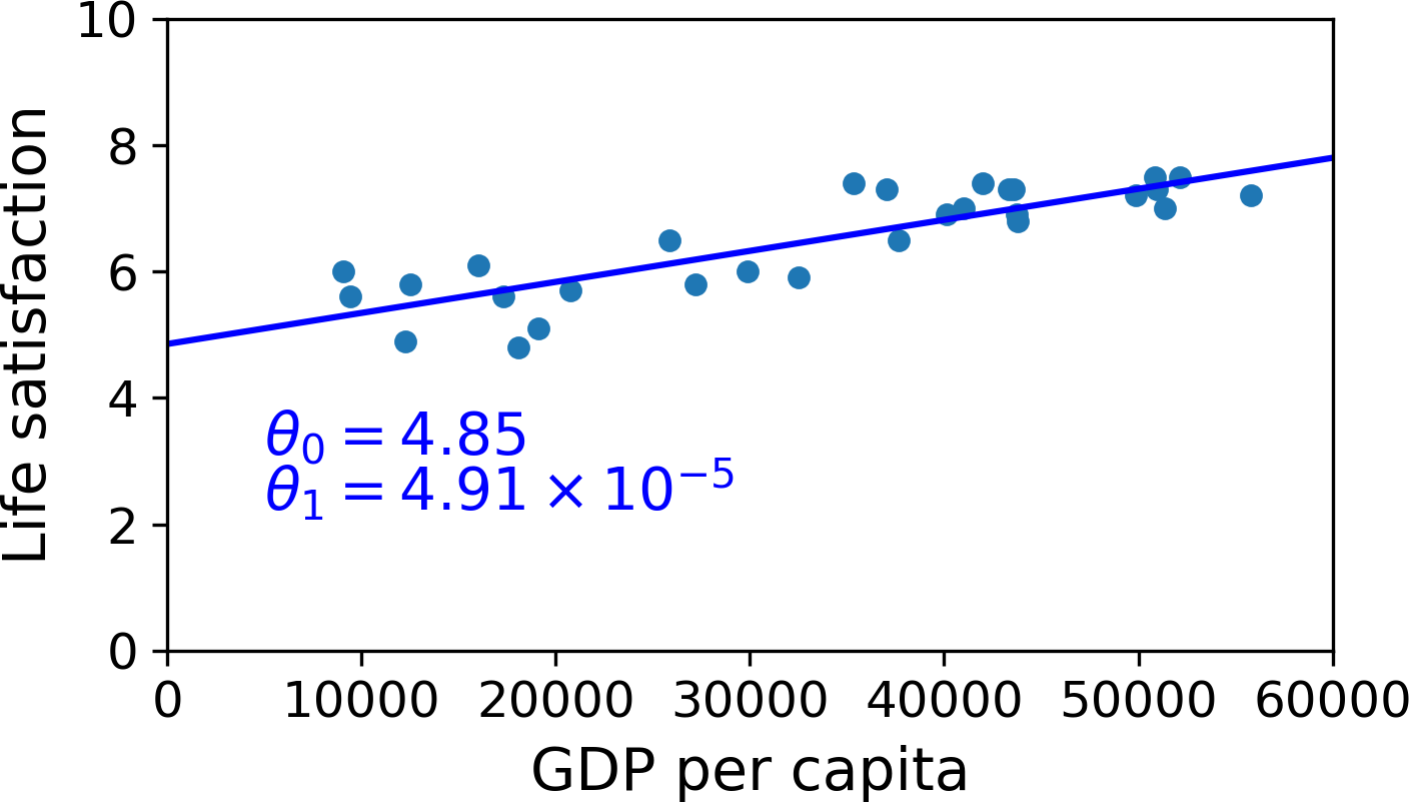 10
8
6
4
2
0
Life satisfaction
θ₀ = 4.85
θ₁ = 4.91 × 10⁻⁵
0 10000 20000 30000 40000 50000 60000
GDP per capita